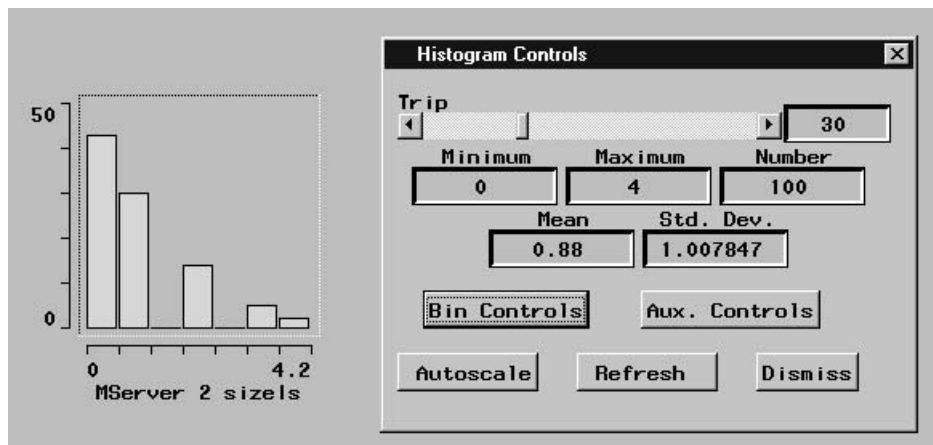 50
0
0 4.2
MServer 2 sizels
Histogram Controls
Trip
30
Minimum Maximum Number
0 4 100
Mean Std. Dev.
0.88 1.007847
Bin Controls Aux. Controls
Autoscale Refresh Dismiss